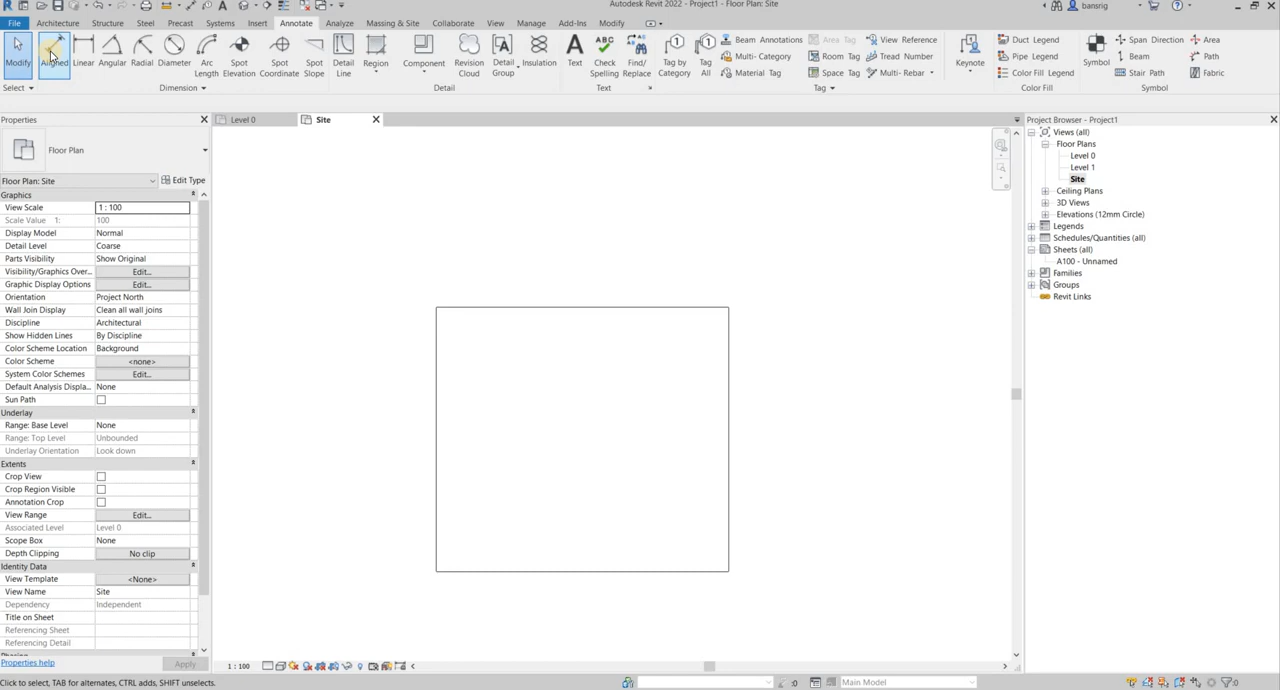 Autodesk Revit 2022 - Project1 - Floor Plan: Site
bansrig
File Architecture Structure Steel Precast Systems Insert Annotate Analyze Massing & Site Collaborate View Manage Add-Ins Modify
Modify Aligned Linear Angular Radial Diameter Arc Length Spot Elevation Spot Coordinate Spot Slope Detail Line Region Component Revision Cloud Detail Group Insulation Text Check Spelling Find/ Replace Tag by Category Tag All
Beam Annotations Area Tag View Reference
Multi-Category Room Tag Tread Number
Material Tag Space Tag Multi-Rebar
Keynote
Duct Legend
Pipe Legend
Color Fill Legend
Symbol
Span Direction Area
Beam Path
Stair Path Fabric
Select Dimension Detail Text Tag Color Fill Symbol
Properties
Floor Plan
Floor Plan: Site Edit Type
Graphics
View Scale 1 : 100
Scale Value 1: 100
Display Model Normal
Detail Level Coarse
Parts Visibility Show Original
Visibility/Graphics Over... Edit...
Graphic Display Options Edit...
Orientation Project North
Wall Join Display Clean all wall joins
Discipline Architectural
Show Hidden Lines By Discipline
Color Scheme Location Background
Color Scheme <none>
System Color Schemes Edit...
Default Analysis Displa... None
Sun Path
Underlay
Range: Base Level None
Range: Top Level Unbounded
Underlay Orientation Look down
Extents
Crop View
Crop Region Visible
Annotation Crop
View Range Edit...
Associated Level Level 0
Scope Box None
Depth Clipping No clip
Identity Data
View Template <None>
View Name Site
Dependency Independent
Title on Sheet
Referencing Sheet
Referencing Detail
Properties help Apply
Level 0 Site
1 : 100
Project Browser - Project1
Views (all)
Floor Plans
Level 0
Level 1
Site
Ceiling Plans
3D Views
Elevations (12mm Circle)
Legends
Schedules/Quantities (all)
Sheets (all)
A100 - Unnamed
Families
Groups
Revit Links
Click to select, TAB for alternates, CTRL adds, SHIFT unselects.
:0
Main Model
:0